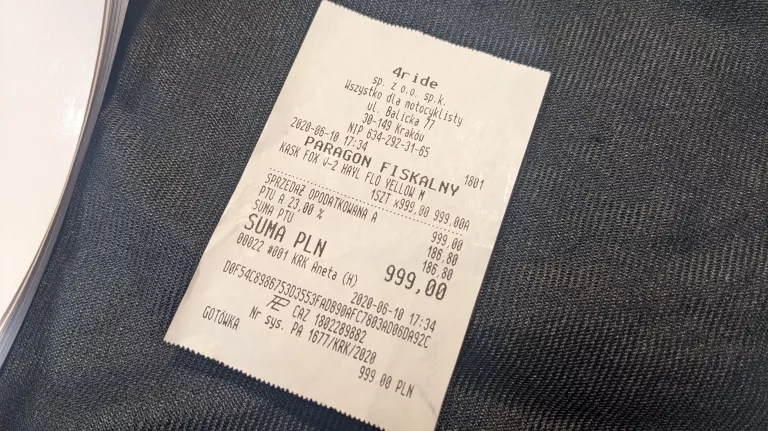 4ride
sp. z o.o. sp.k.
Wszystko dla motocyklisty
ul. Balicka 77
30-149 Kraków
NIP 634-292-31-65
2020-06-10 17:34 1801
PARAGON FISKALNY
KASK FOX V-2 HAYL FLO YELLOW M
1SZT x999,00 999,00A
SPRZEDAŻ OPODATKOWANA A 999,00
PTU A 23,00 % 186,80
SUMA PTU 186,80
SUMA PLN 999,00
00022 #001 KRK Aneta (H) 2020-06-10 17:34
D0F54C8986753D3553FADB90AFC7803AD06DA92C
CAZ 1802289882
Nr sys. PA 1677/KRK/2020
GOTÓWKA 999,00 PLN